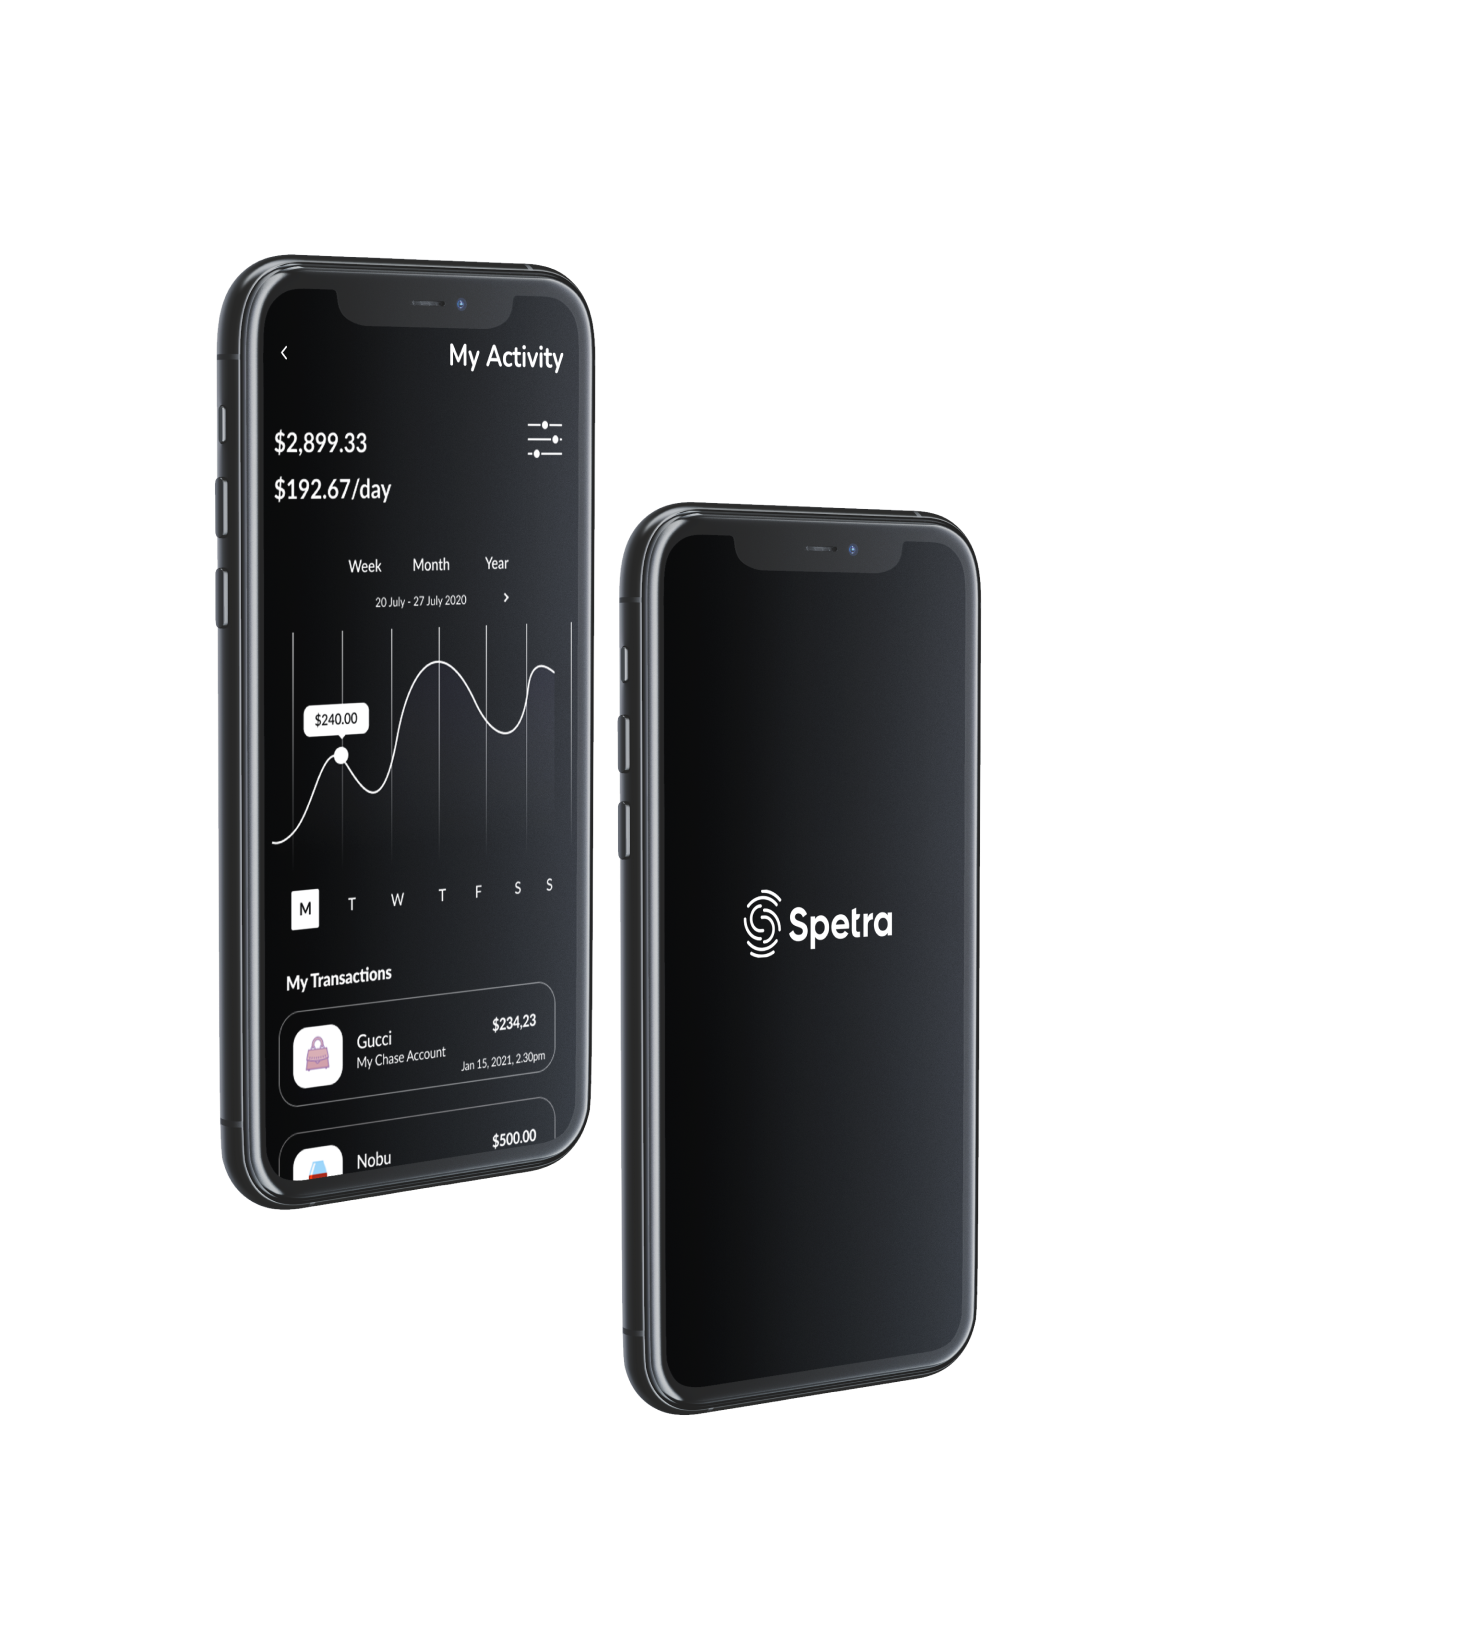 My Activity
$2,899.33
$192.67/day
Week Month Year
20 July - 27 July 2020
$240.00
M T W T F S S
My Transactions
Gucci $234,23
My Chase Account Jan 15, 2021, 2.30pm
Nobu $500.00
Spetra